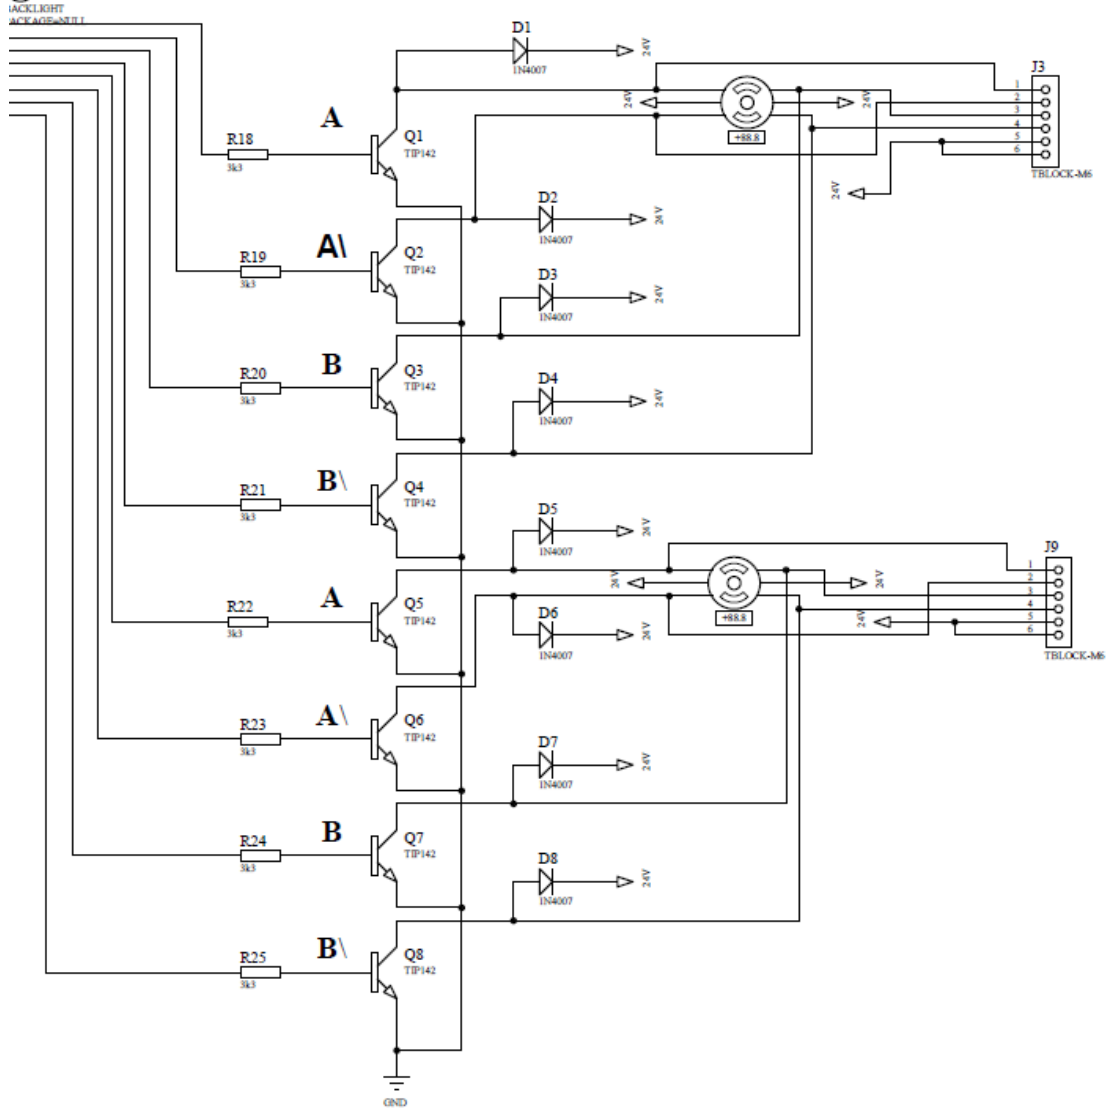 BACKLIGHT
PACKAGE=NULL
D1
1N4007
24V
J3
1
2
3
4
5
6
TBLOCK-M6
24V
24V
+88.8
24V
A
R18
3k3
Q1
TIP142
D2
1N4007
24V
A\
R19
3k3
Q2
TIP142
D3
1N4007
24V
B
R20
3k3
Q3
TIP142
D4
1N4007
24V
B\
R21
3k3
Q4
TIP142
D5
1N4007
24V
J9
1
2
3
4
5
6
TBLOCK-M6
24V
24V
+88.8
24V
A
R22
3k3
Q5
TIP142
D6
1N4007
24V
A\
R23
3k3
Q6
TIP142
D7
1N4007
24V
B
R24
3k3
Q7
TIP142
D8
1N4007
24V
B\
R25
3k3
Q8
TIP142
GND